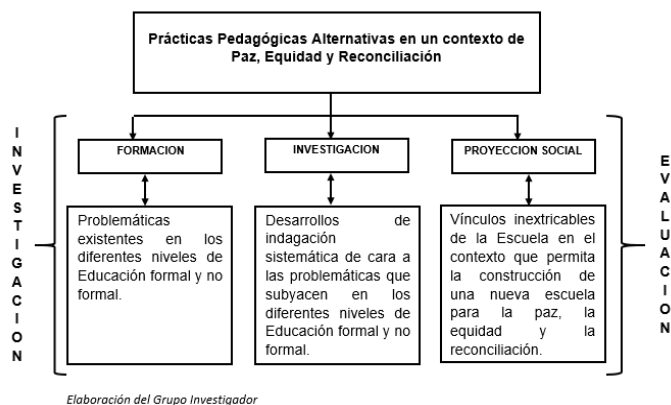 Prácticas Pedagógicas Alternativas en un contexto de
Paz, Equidad y Reconciliación
INVESTIGACION
FORMACION
INVESTIGACION
PROYECCION SOCIAL
Problemáticas
existentes en los
diferentes niveles de
Educación formal y no
formal.
Desarrollos de
indagación
sistemática de cara a
las problemáticas que
subyacen en los
diferentes niveles de
Educación formal y no
formal.
Vínculos inextricables
de la Escuela en el
contexto que permita
la construcción de
una nueva escuela
para la paz, la
equidad y la
reconciliación.
EVALUACION
Elaboración del Grupo Investigador